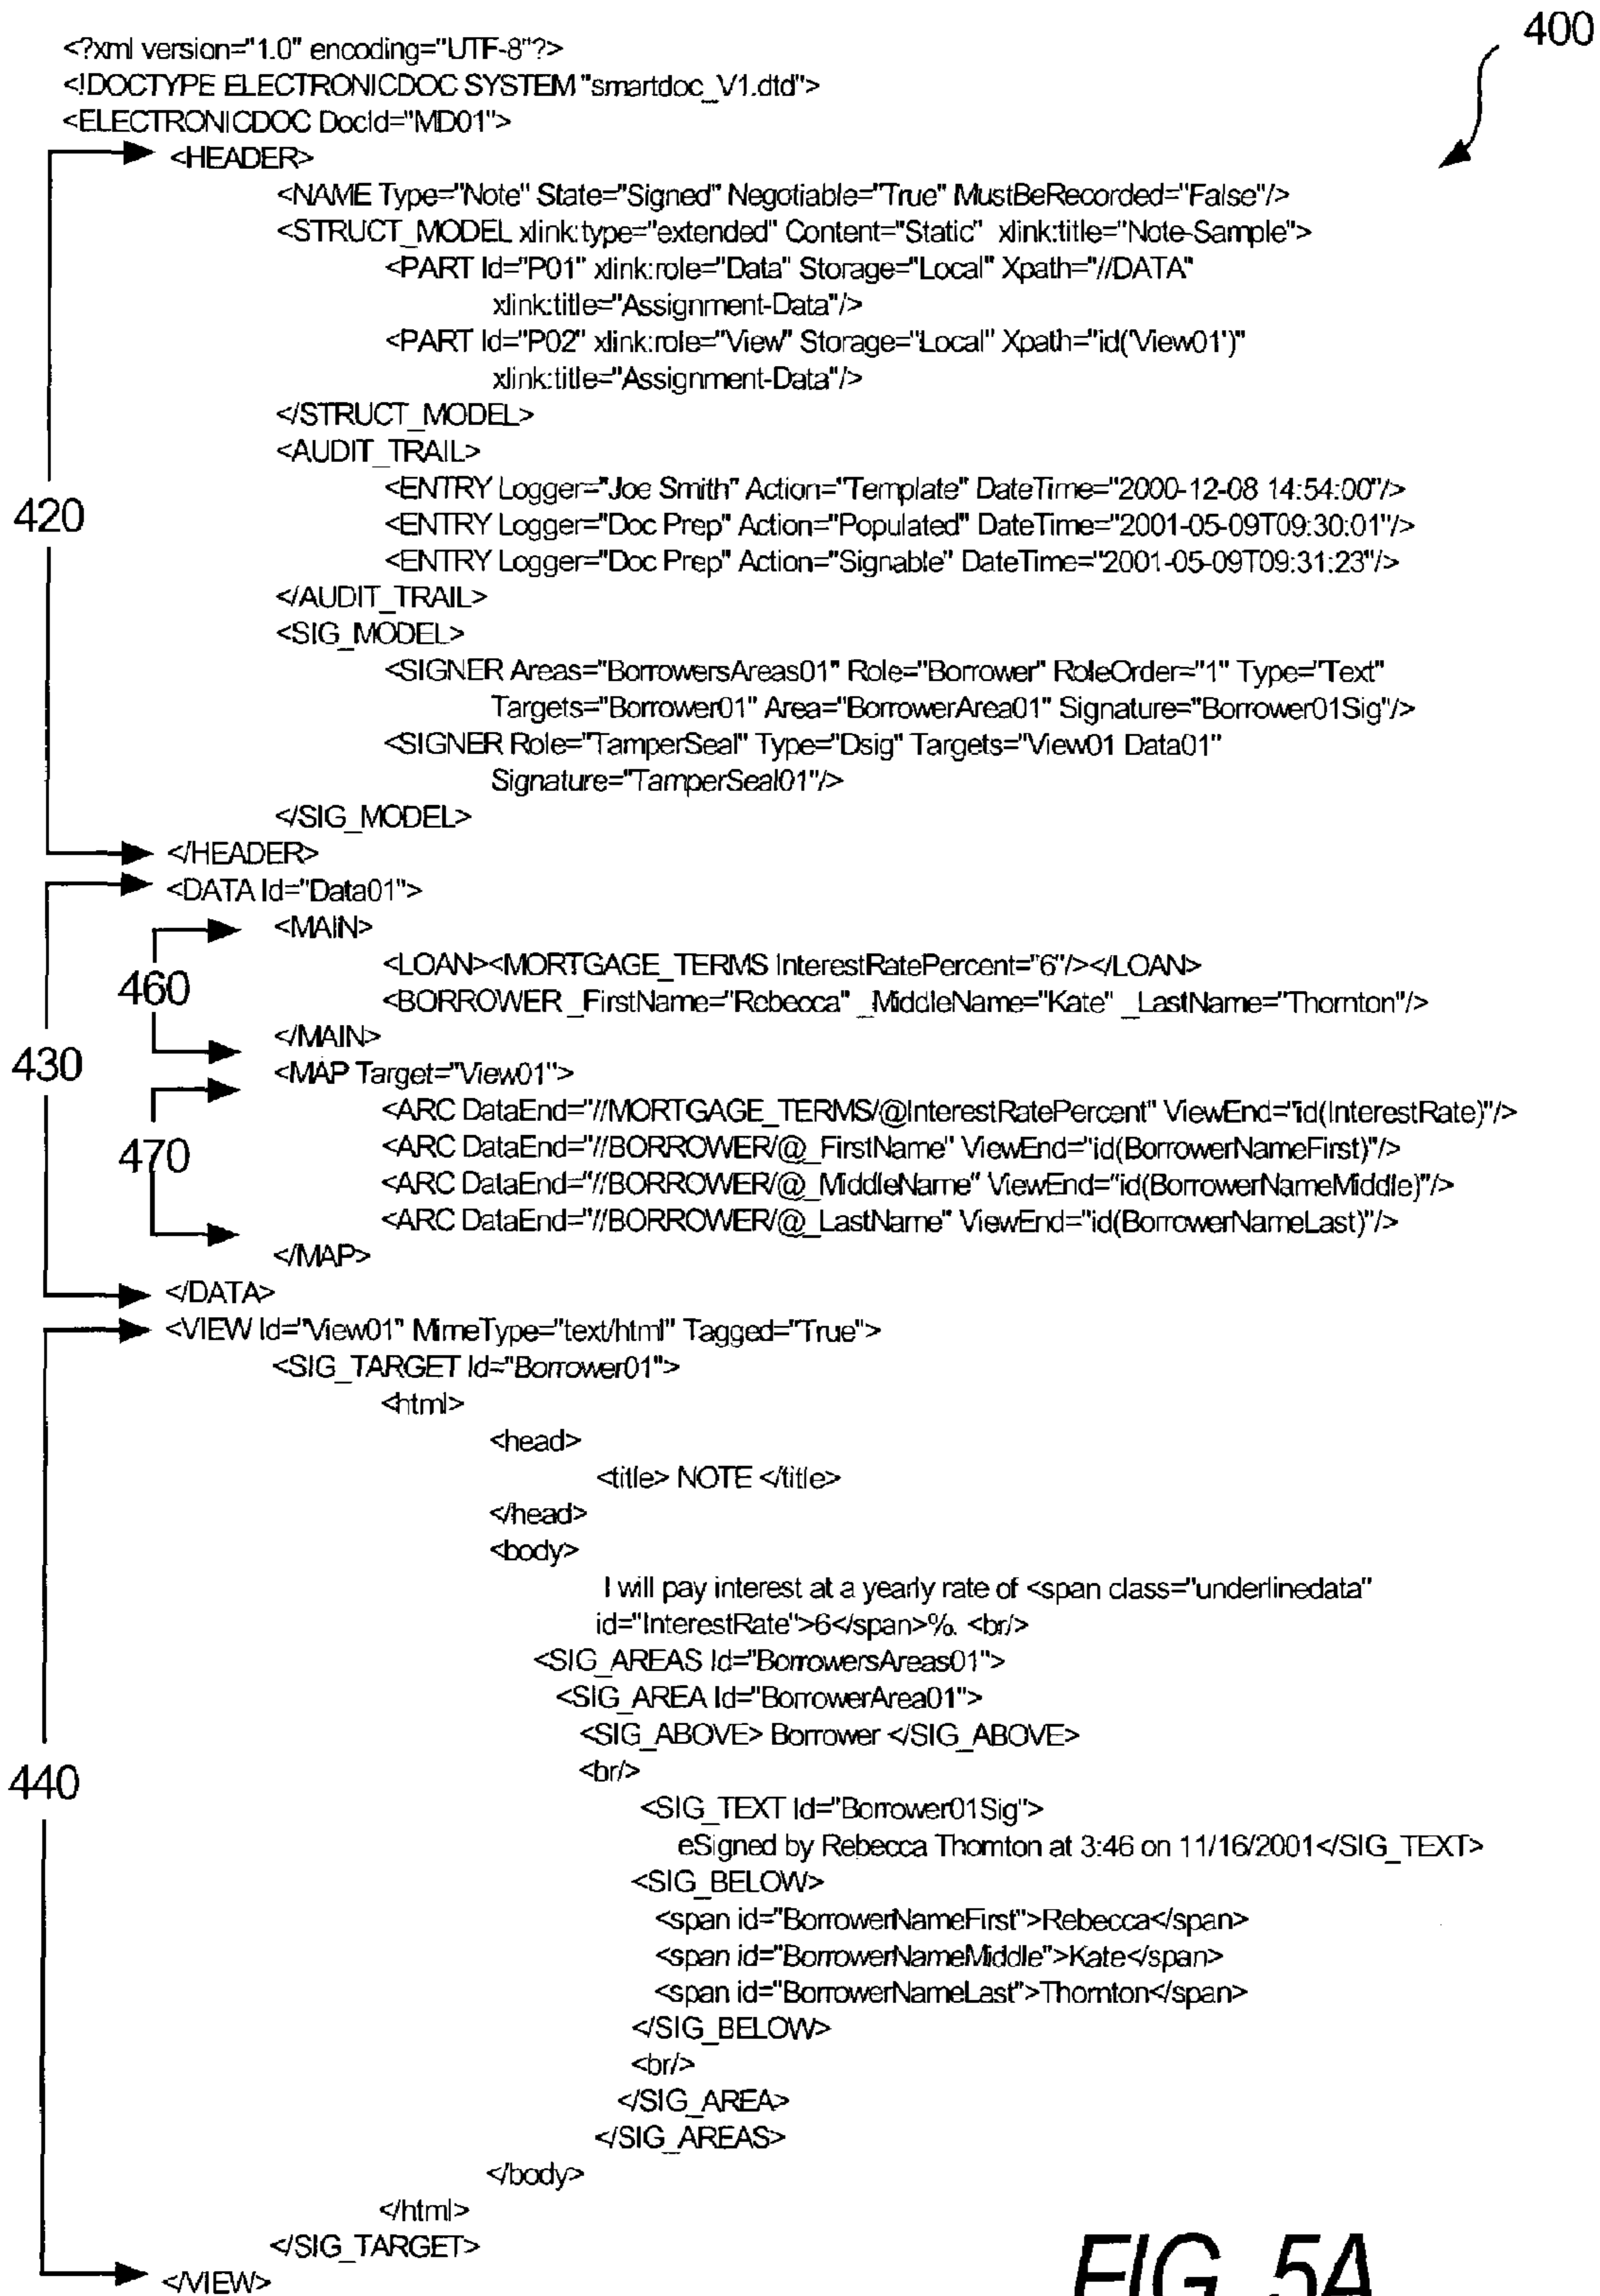 400
<?xml version="1.0" encoding="UTF-8"?>
<!DOCTYPE ELECTRONICDOC SYSTEM "smartdoc_V1.dtd">
<ELECTRONICDOC DocId="MD01">
<HEADER>
<NAME Type="Note" State="Signed" Negotiable="True" MustBeRecorded="False"/>
<STRUCT_MODEL xlink:type="extended" Content="Static" xlink:title="Note-Sample">
<PART Id="P01" xlink:role="Data" Storage="Local" Xpath="//DATA"
xlink:title="Assignment-Data"/>
<PART Id="P02" xlink:role="View" Storage="Local" Xpath="id('View01')"
xlink:title="Assignment-Data"/>
</STRUCT_MODEL>
<AUDIT_TRAIL>
<ENTRY Logger="Joe Smith" Action="Template" DateTime="2000-12-08 14:54:00"/>
420
<ENTRY Logger="Doc Prep" Action="Populated" DateTime="2001-05-09T09:30:01"/>
<ENTRY Logger="Doc Prep" Action="Signable" DateTime="2001-05-09T09:31:23"/>
</AUDIT_TRAIL>
<SIG_MODEL>
<SIGNER Areas="BorrowersAreas01" Role="Borrower" RoleOrder="1" Type="Text"
Targets="Borrower01" Area="BorrowerArea01" Signature="Borrower01Sig"/>
<SIGNER Role="TamperSeal" Type="Dsig" Targets="View01 Data01"
Signature="TamperSeal01"/>
</SIG_MODEL>
</HEADER>
<DATA Id="Data01">
<MAIN>
<LOAN><MORTGAGE_TERMS InterestRatePercent="6"/></LOAN>
460
<BORROWER _FirstName="Rebecca" _MiddleName="Kate" _LastName="Thornton"/>
</MAIN>
430
<MAP Target="View01">
<ARC DataEnd="//MORTGAGE_TERMS/@InterestRatePercent" ViewEnd="id(InterestRate)"/>
<ARC DataEnd="//BORROWER/@_FirstName" ViewEnd="id(BorrowerNameFirst)"/>
470
<ARC DataEnd="//BORROWER/@_MiddleName" ViewEnd="id(BorrowerNameMiddle)"/>
<ARC DataEnd="//BORROWER/@_LastName" ViewEnd="id(BorrowerNameLast)"/>
</MAP>
</DATA>
<VIEW Id="View01" MimeType="text/html" Tagged="True">
<SIG_TARGET Id="Borrower01">
<html>
<head>
<title> NOTE </title>
</head>
<body>
I will pay interest at a yearly rate of <span class="underlinedata"
id="InterestRate">6</span>%. <br/>
<SIG_AREAS Id="BorrowersAreas01">
<SIG_AREA Id="BorrowerArea01">
<SIG_ABOVE> Borrower </SIG_ABOVE>
<br/>
440
<SIG_TEXT Id="Borrower01Sig">
eSigned by Rebecca Thornton at 3:46 on 11/16/2001</SIG_TEXT>
<SIG_BELOW>
<span id="BorrowerNameFirst">Rebecca</span>
<span id="BorrowerNameMiddle">Kate</span>
<span id="BorrowerNameLast">Thornton</span>
</SIG_BELOW>
<br/>
</SIG_AREA>
</SIG_AREAS>
</body>
</html>
</SIG_TARGET>
</VIEW>
FIG. 5A